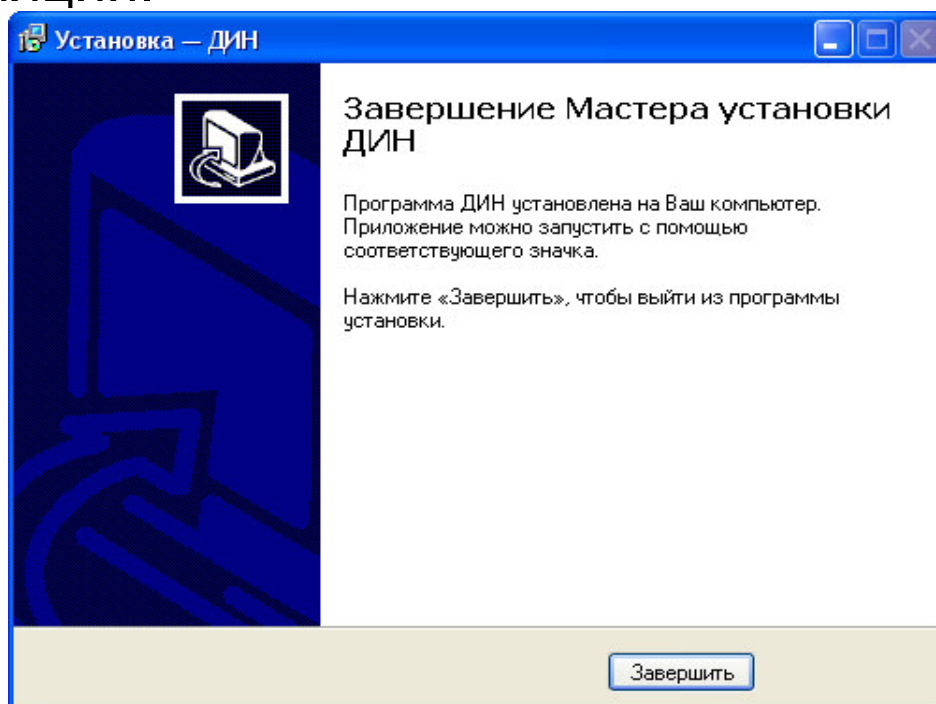 Установка — ДИН
Завершение Мастера установки
ДИН
Программа ДИН установлена на Ваш компьютер.
Приложение можно запустить с помощью
соответствующего значка.
Нажмите «Завершить», чтобы выйти из программы
установки.
Завершить